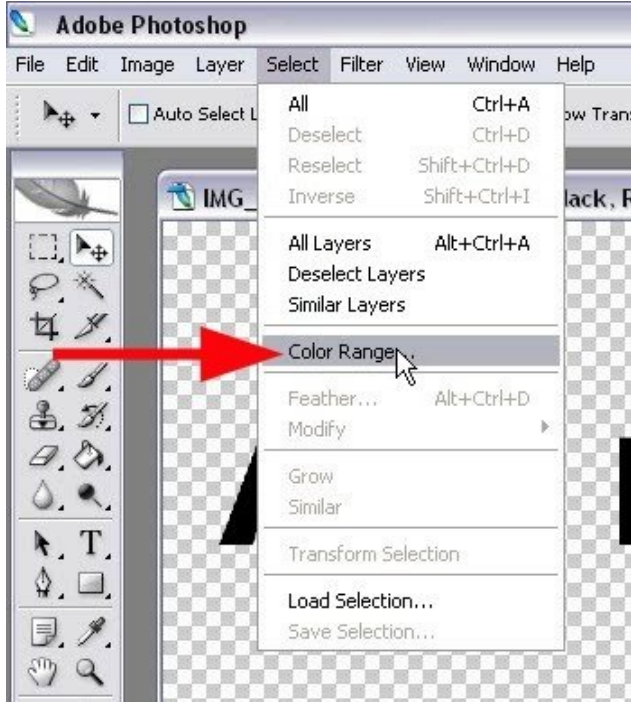 Adobe Photoshop
File Edit Image Layer Select Filter View Window Help
Auto Select L
ow Trans
IMG_
lack, R
All Ctrl+A
Deselect Ctrl+D
Reselect Shift+Ctrl+D
Inverse Shift+Ctrl+I
All Layers Alt+Ctrl+A
Deselect Layers
Similar Layers
Color Range...
Feather... Alt+Ctrl+D
Modify
Grow
Similar
Transform Selection
Load Selection...
Save Selection...
T